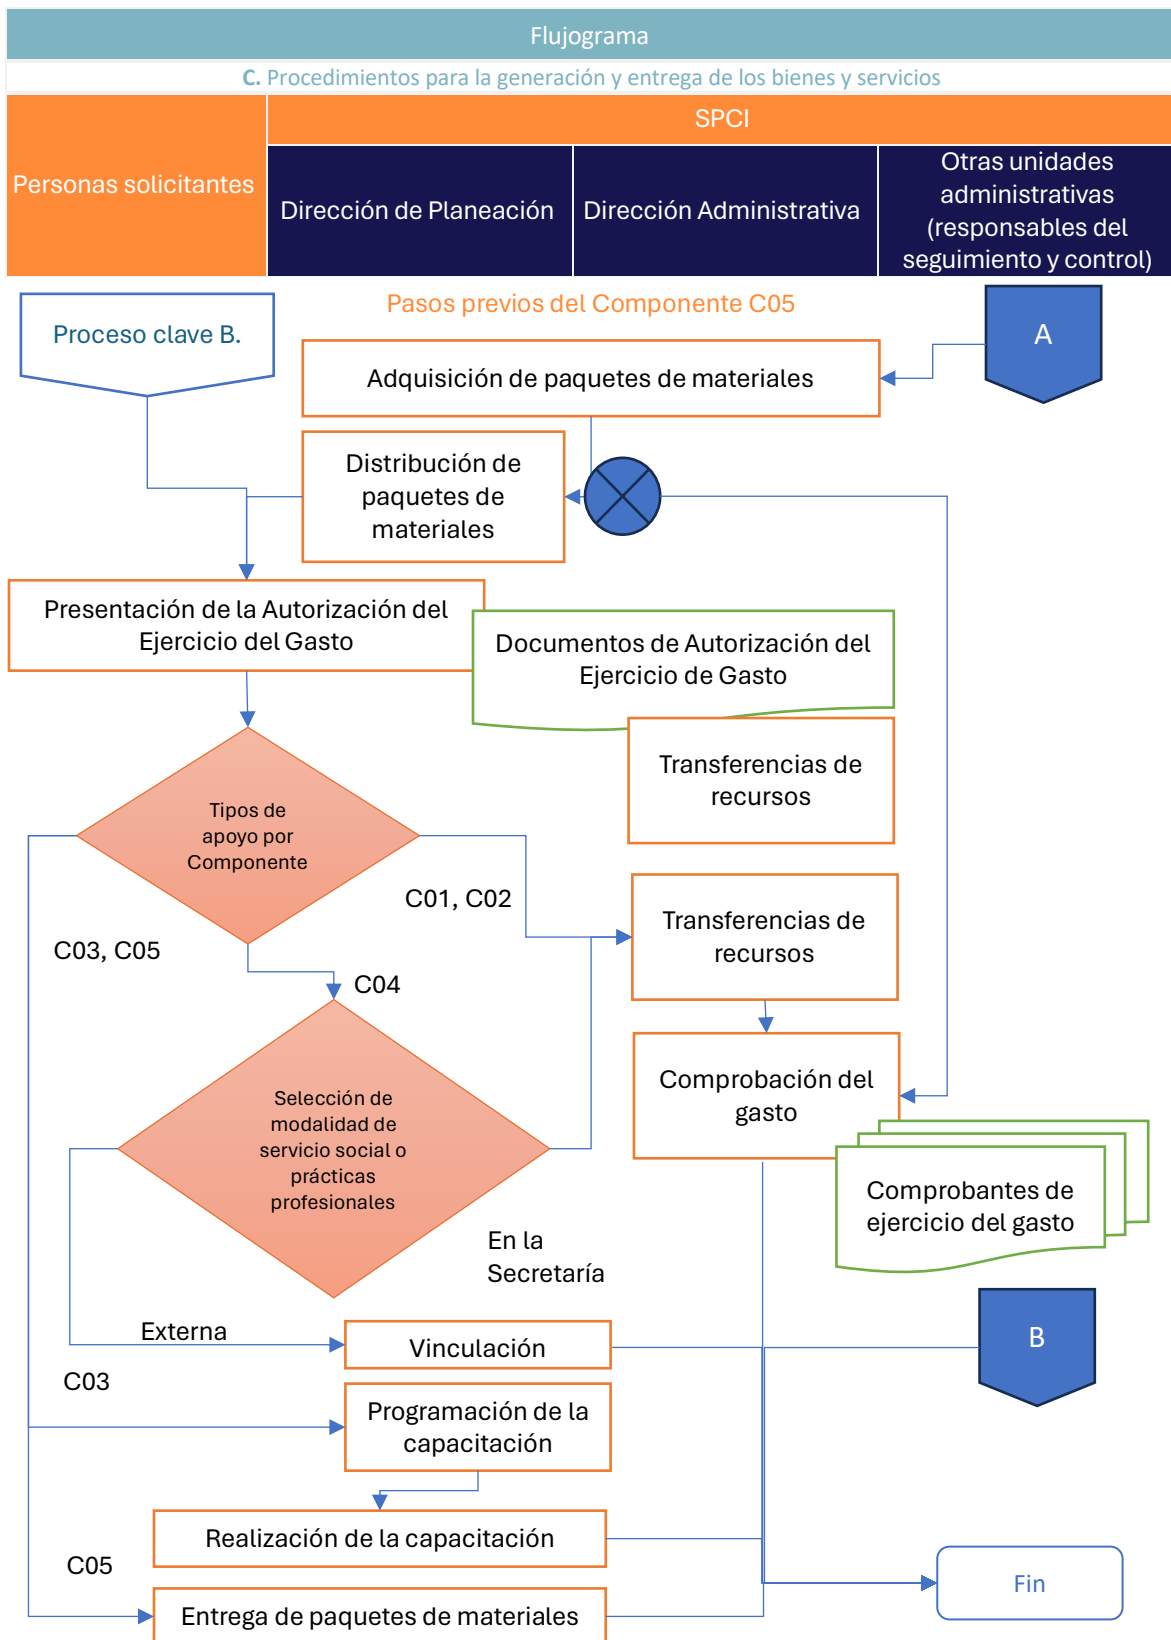 Flujograma
C. Procedimientos para la generación y entrega de los bienes y servicios
Personas solicitantes
SPCI
Dirección de Planeación
Dirección Administrativa
Otras unidades
administrativas
(responsables del
seguimiento y control)
Pasos previos del Componente C05
Proceso clave B.
A
Adquisición de paquetes de materiales
Distribución de
paquetes de
materiales
Presentación de la Autorización del
Ejercicio del Gasto
Documentos de Autorización del
Ejercicio de Gasto
Transferencias de
recursos
Tipos de
apoyo por
Componente
C01, C02
Transferencias de
recursos
C03, C05
C04
Comprobación del
gasto
Selección de
modalidad de
servicio social o
prácticas
profesionales
Comprobantes de
ejercicio del gasto
En la
Secretaría
Externa
Vinculación
B
C03
Programación de la
capacitación
Realización de la capacitación
C05
Fin
Entrega de paquetes de materiales